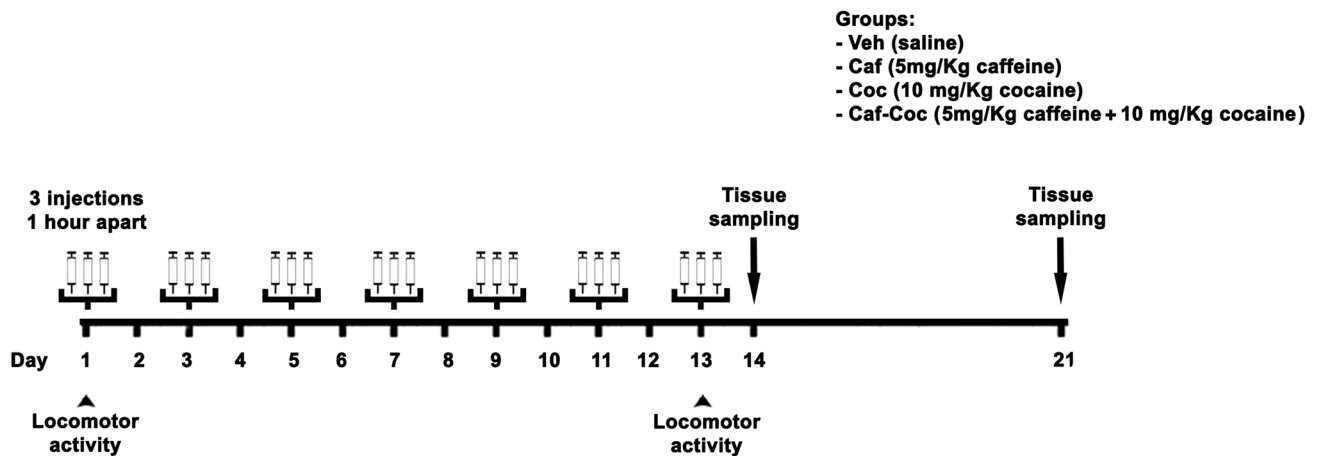 Groups:
- Veh (saline)
- Caf (5mg/Kg caffeine)
- Coc (10 mg/Kg cocaine)
- Caf-Coc (5mg/Kg caffeine + 10 mg/Kg cocaine)
3 injections
1 hour apart
Tissue
sampling
Tissue
sampling
Day 1 2 3 4 5 6 7 8 9 10 11 12 13 14 21
Locomotor
activity
Locomotor
activity